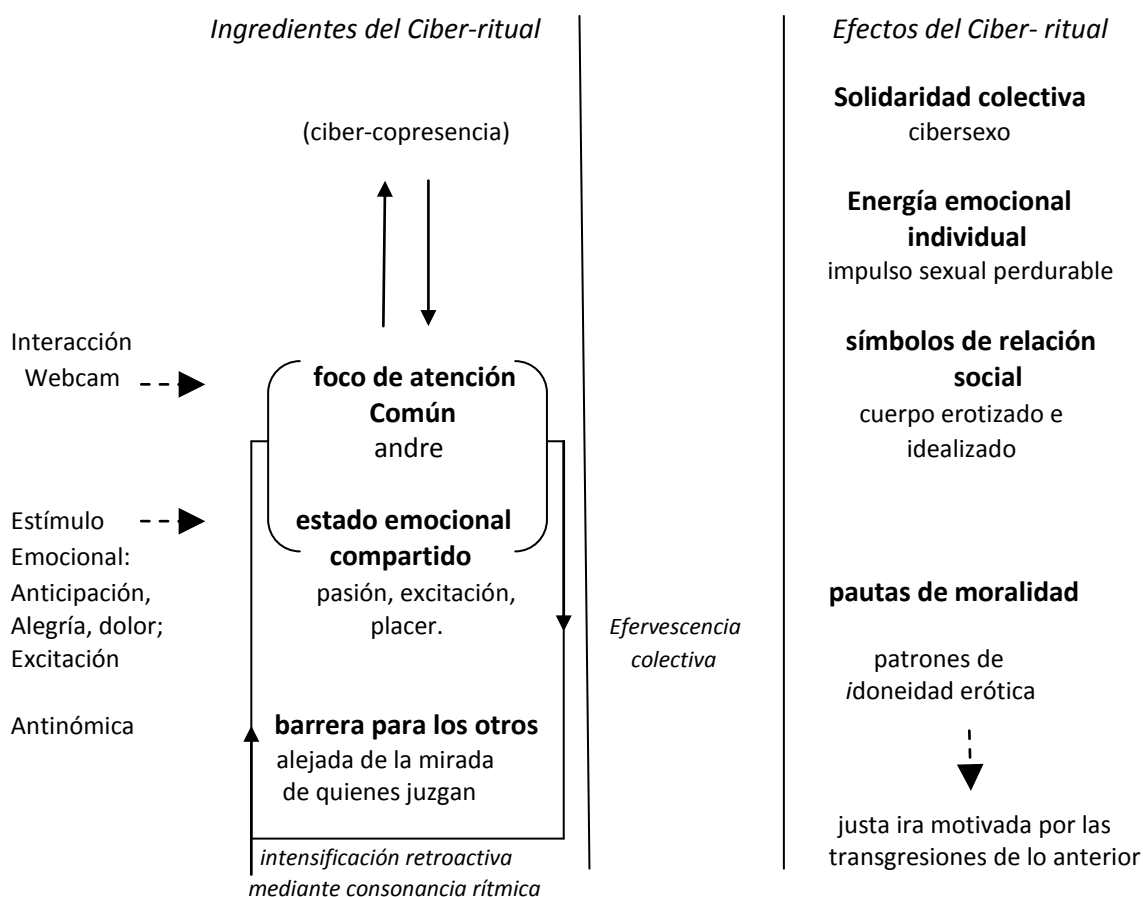 Ingredientes del Ciber-ritual
(ciber-copresencia)
Interacción
Webcam
foco de atención
Común
andre
Estímulo
Emocional:
Anticipación,
Alegría, dolor;
Excitación
estado emocional
compartido
pasión, excitación,
placer.
Antinómica
barrera para los otros
alejada de la mirada
de quienes juzgan
intensificación retroactiva
mediante consonancia rítmica
Efervescencia
colectiva
Efectos del Ciber- ritual
Solidaridad colectiva
cibersexo
Energía emocional
individual
impulso sexual perdurable
símbolos de relación
social
cuerpo erotizado e
idealizado
pautas de moralidad
patrones de
idoneidad erótica
justa ira motivada por las
transgresiones de lo anterior